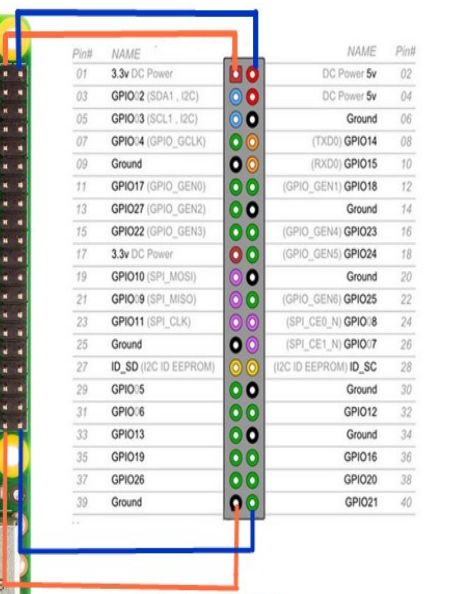 Pin# NAME NAME Pin#
01 3.3v DC Power DC Power 5v 02
03 GPIO02 (SDA1 , I2C) DC Power 5v 04
05 GPIO03 (SCL1 , I2C) Ground 06
07 GPIO04 (GPIO_GCLK) (TXD0) GPIO14 08
09 Ground (RXD0) GPIO15 10
11 GPIO17 (GPIO_GEN0) (GPIO_GEN1) GPIO18 12
13 GPIO27 (GPIO_GEN2) Ground 14
15 GPIO22 (GPIO_GEN3) (GPIO_GEN4) GPIO23 16
17 3.3v DC Power (GPIO_GEN5) GPIO24 18
19 GPIO10 (SPI_MOSI) Ground 20
21 GPIO09 (SPI_MISO) (GPIO_GEN6) GPIO25 22
23 GPIO11 (SPI_CLK) (SPI_CE0_N) GPIO08 24
25 Ground (SPI_CE1_N) GPIO07 26
27 ID_SD (I2C ID EEPROM) (I2C ID EEPROM) ID_SC 28
29 GPIO05 Ground 30
31 GPIO06 GPIO12 32
33 GPIO13 Ground 34
35 GPIO19 GPIO16 36
37 GPIO26 GPIO20 38
39 Ground GPIO21 40